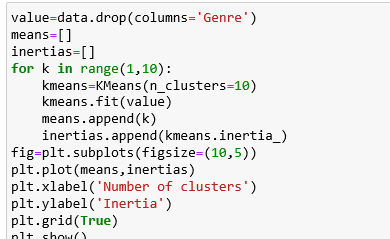 value=data.drop(columns='Genre')
means=[]
inertias=[]
for k in range(1,10):
    kmeans=KMeans(n_clusters=10)
    kmeans.fit(value)
    means.append(k)
    inertias.append(kmeans.inertia_)
fig=plt.subplots(figsize=(10,5))
plt.plot(means,inertias)
plt.xlabel('Number of clusters')
plt.ylabel('Inertia')
plt.grid(True)
plt.show()